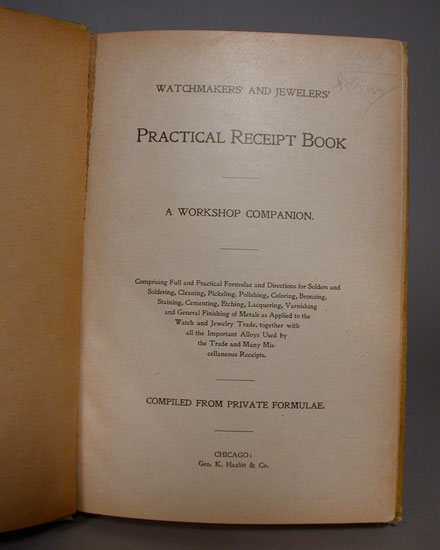 WATCHMAKERS' AND JEWELERS'
PRACTICAL RECEIPT BOOK
A WORKSHOP COMPANION.
Comprising Full and Practical Formulae and Directions for Solders and
Soldering, Cleaning, Pickeling, Polishing, Coloring, Bronzing,
Staining, Cementing, Etching, Lacquering, Varnishing
and General Finishing of Metals as Applied to the
Watch and Jewelry Trade, together with
all the Important Alloys Used by
the Trade and Many Mis-
cellaneous Receipts.
COMPILED FROM PRIVATE FORMULAE.
CHICAGO:
Geo. K. Hazlitt & Co.